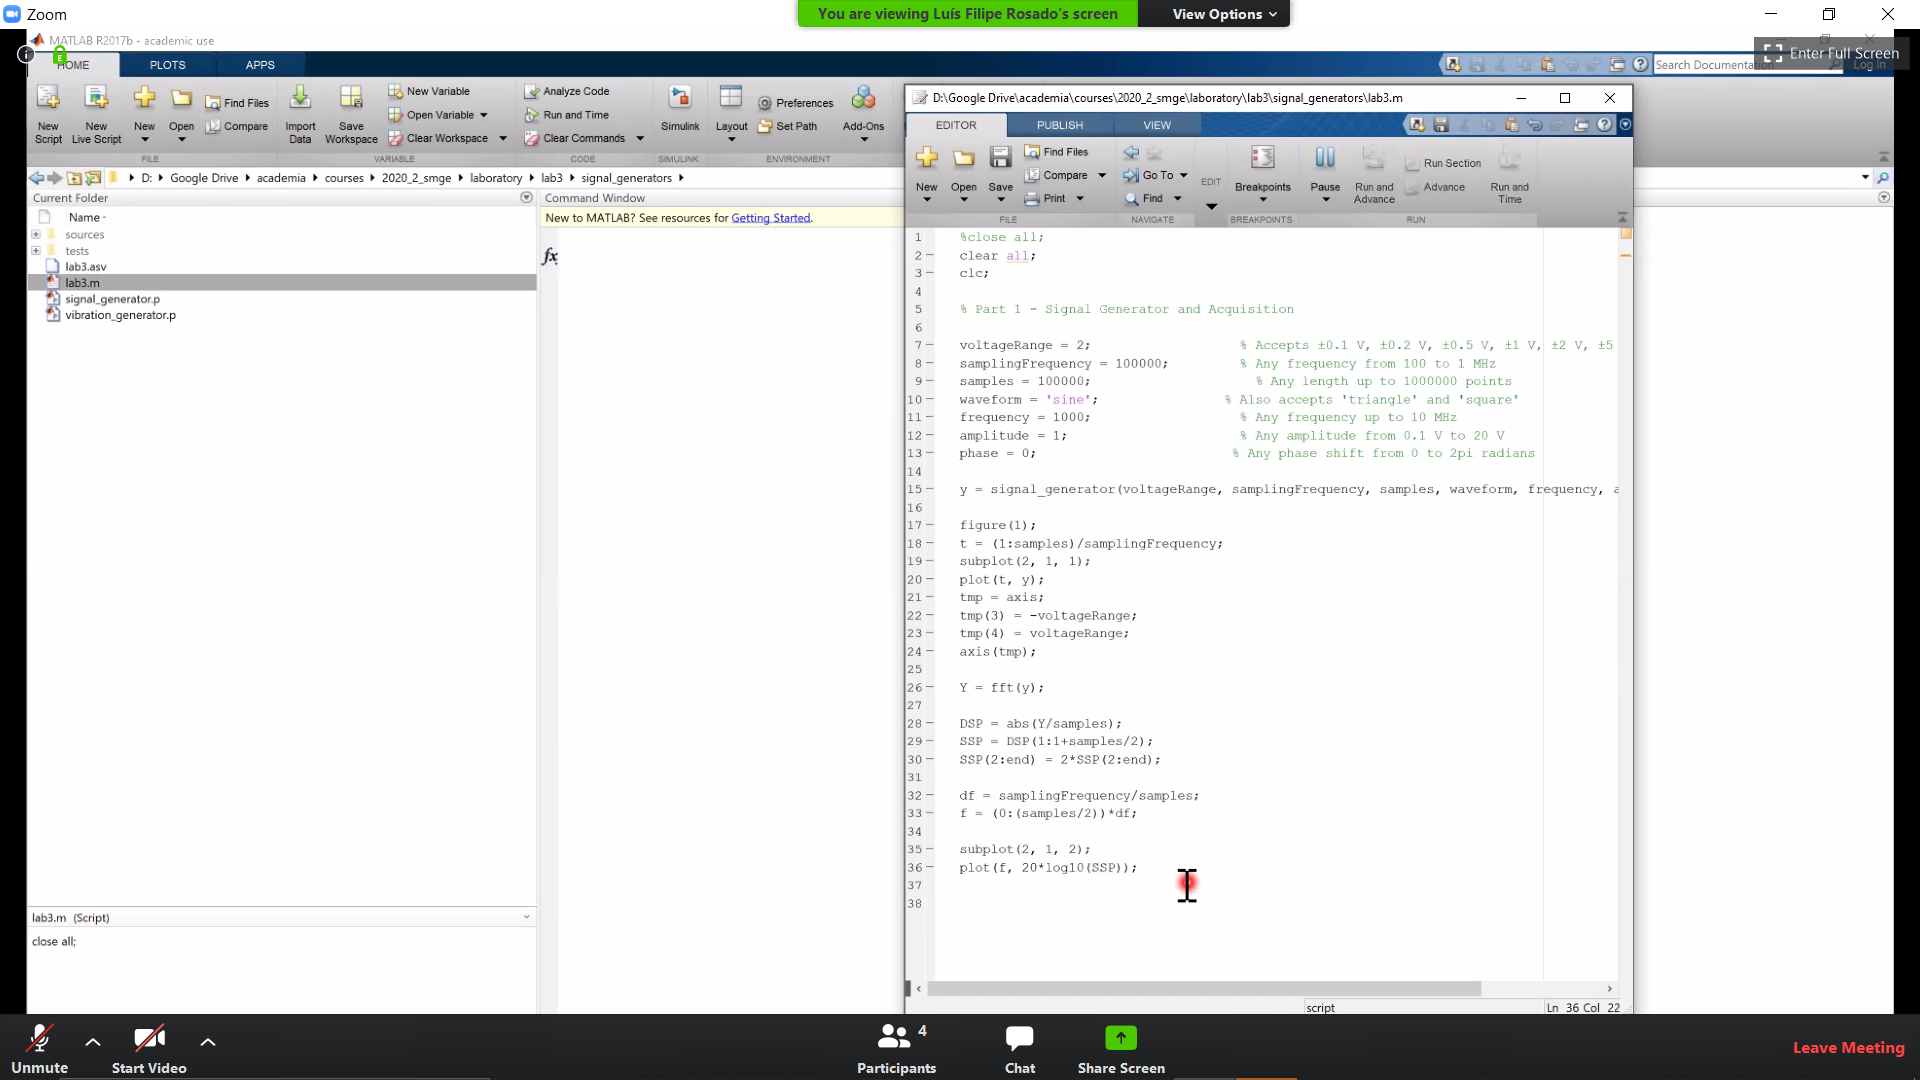 Zoom
You are viewing Luís Filipe Rosado's screen
View Options
MATLAB R2017b - academic use
Enter Full Screen
HOME
PLOTS
APPS
Search Documentation
Log In
New Script
New Live Script
New
Open
Find Files
Compare
Import Data
Save Workspace
New Variable
Open Variable
Clear Workspace
Analyze Code
Run and Time
Clear Commands
Simulink
Layout
Preferences
Set Path
Add-Ons
FILE
VARIABLE
CODE
SIMULINK
ENVIRONMENT
D:
Google Drive
academia
courses
2020_2_smge
laboratory
lab3
signal_generators
Current Folder
Name
sources
tests
lab3.asv
lab3.m
signal_generator.p
vibration_generator.p
lab3.m (Script)
close all;
Command Window
New to MATLAB? See resources for Getting Started.
fx
D:\Google Drive\academia\courses\2020_2_smge\laboratory\lab3\signal_generators\lab3.m
EDITOR
PUBLISH
VIEW
New
Open
Save
Find Files
Compare
Print
Go To
Find
EDIT
Breakpoints
Pause
Run and Advance
Run Section
Advance
Run and Time
FILE
NAVIGATE
BREAKPOINTS
RUN
1 %close all;
2 clear all;
3 clc;
4
5 % Part 1 - Signal Generator and Acquisition
6
7 voltageRange = 2; % Accepts ±0.1 V, ±0.2 V, ±0.5 V, ±1 V, ±2 V, ±5
8 samplingFrequency = 100000; % Any frequency from 100 to 1 MHz
9 samples = 100000; % Any length up to 1000000 points
10 waveform = 'sine'; % Also accepts 'triangle' and 'square'
11 frequency = 1000; % Any frequency up to 10 MHz
12 amplitude = 1; % Any amplitude from 0.1 V to 20 V
13 phase = 0; % Any phase shift from 0 to 2pi radians
14
15 y = signal_generator(voltageRange, samplingFrequency, samples, waveform, frequency, a
16
17 figure(1);
18 t = (1:samples)/samplingFrequency;
19 subplot(2, 1, 1);
20 plot(t, y);
21 tmp = axis;
22 tmp(3) = -voltageRange;
23 tmp(4) = voltageRange;
24 axis(tmp);
25
26 Y = fft(y);
27
28 DSP = abs(Y/samples);
29 SSP = DSP(1:1+samples/2);
30 SSP(2:end) = 2*SSP(2:end);
31
32 df = samplingFrequency/samples;
33 f = (0:(samples/2))*df;
34
35 subplot(2, 1, 2);
36 plot(f, 20*log10(SSP));
37
38
script
Ln 36 Col 22
Unmute
Start Video
4
Participants
Chat
Share Screen
Leave Meeting